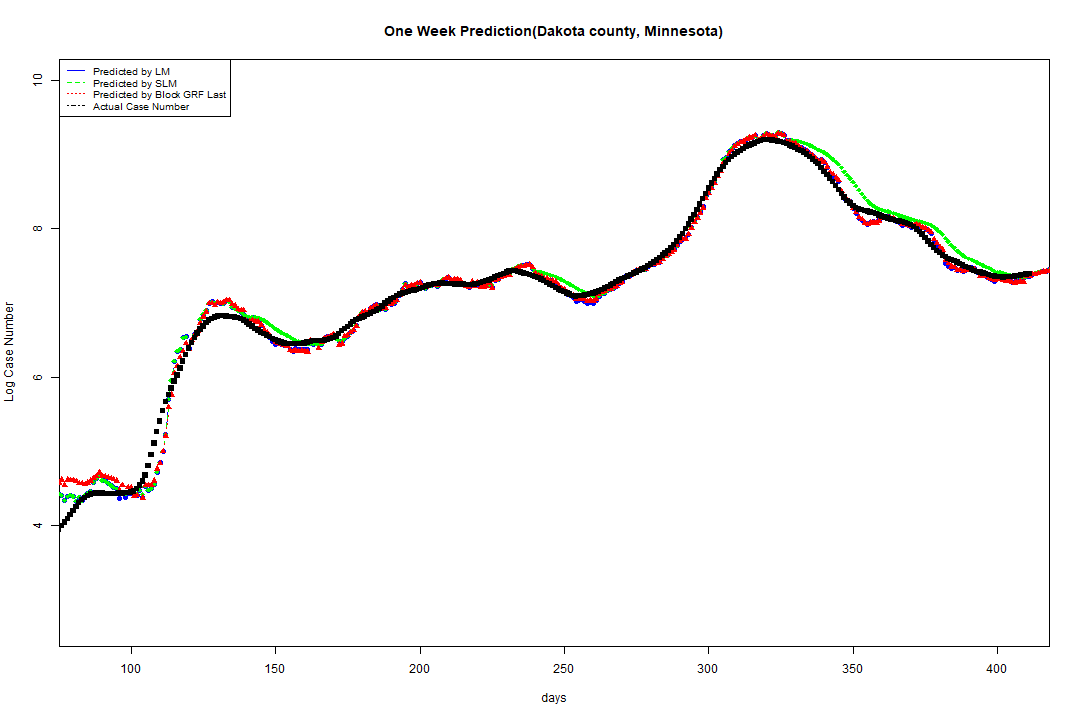 One Week Prediction(Dakota county, Minnesota)
Predicted by LM
Predicted by SLM
Predicted by Block GRF Last
Actual Case Number
10
8
6
4
Log Case Number
100 150 200 250 300 350 400
days